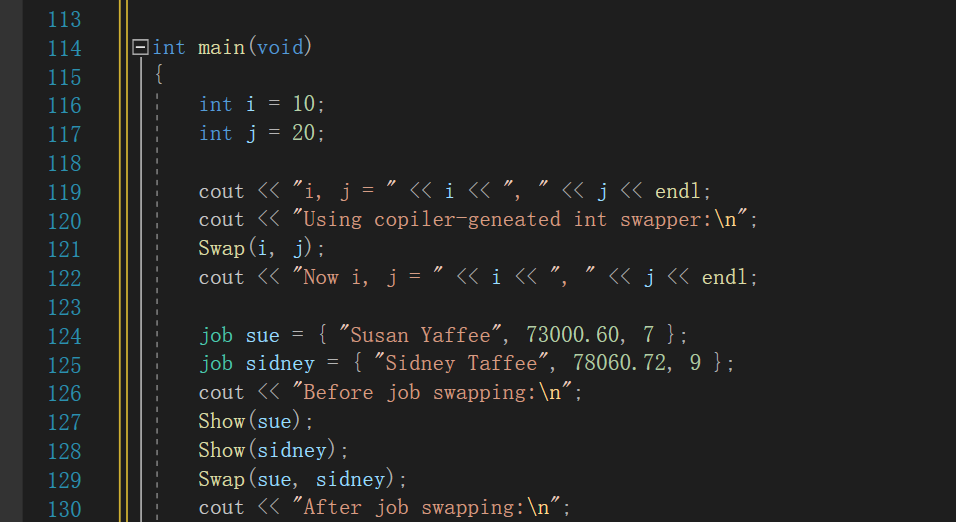 113
114 int main(void)
115 {
116 int i = 10;
117 int j = 20;
118
119 cout << "i, j = " << i << ", " << j << endl;
120 cout << "Using copiler-geneated int swapper:\n";
121 Swap(i, j);
122 cout << "Now i, j = " << i << ", " << j << endl;
123
124 job sue = { "Susan Yaffee", 73000.60, 7 };
125 job sidney = { "Sidney Taffee", 78060.72, 9 };
126 cout << "Before job swapping:\n";
127 Show(sue);
128 Show(sidney);
129 Swap(sue, sidney);
130 cout << "After job swapping:\n";